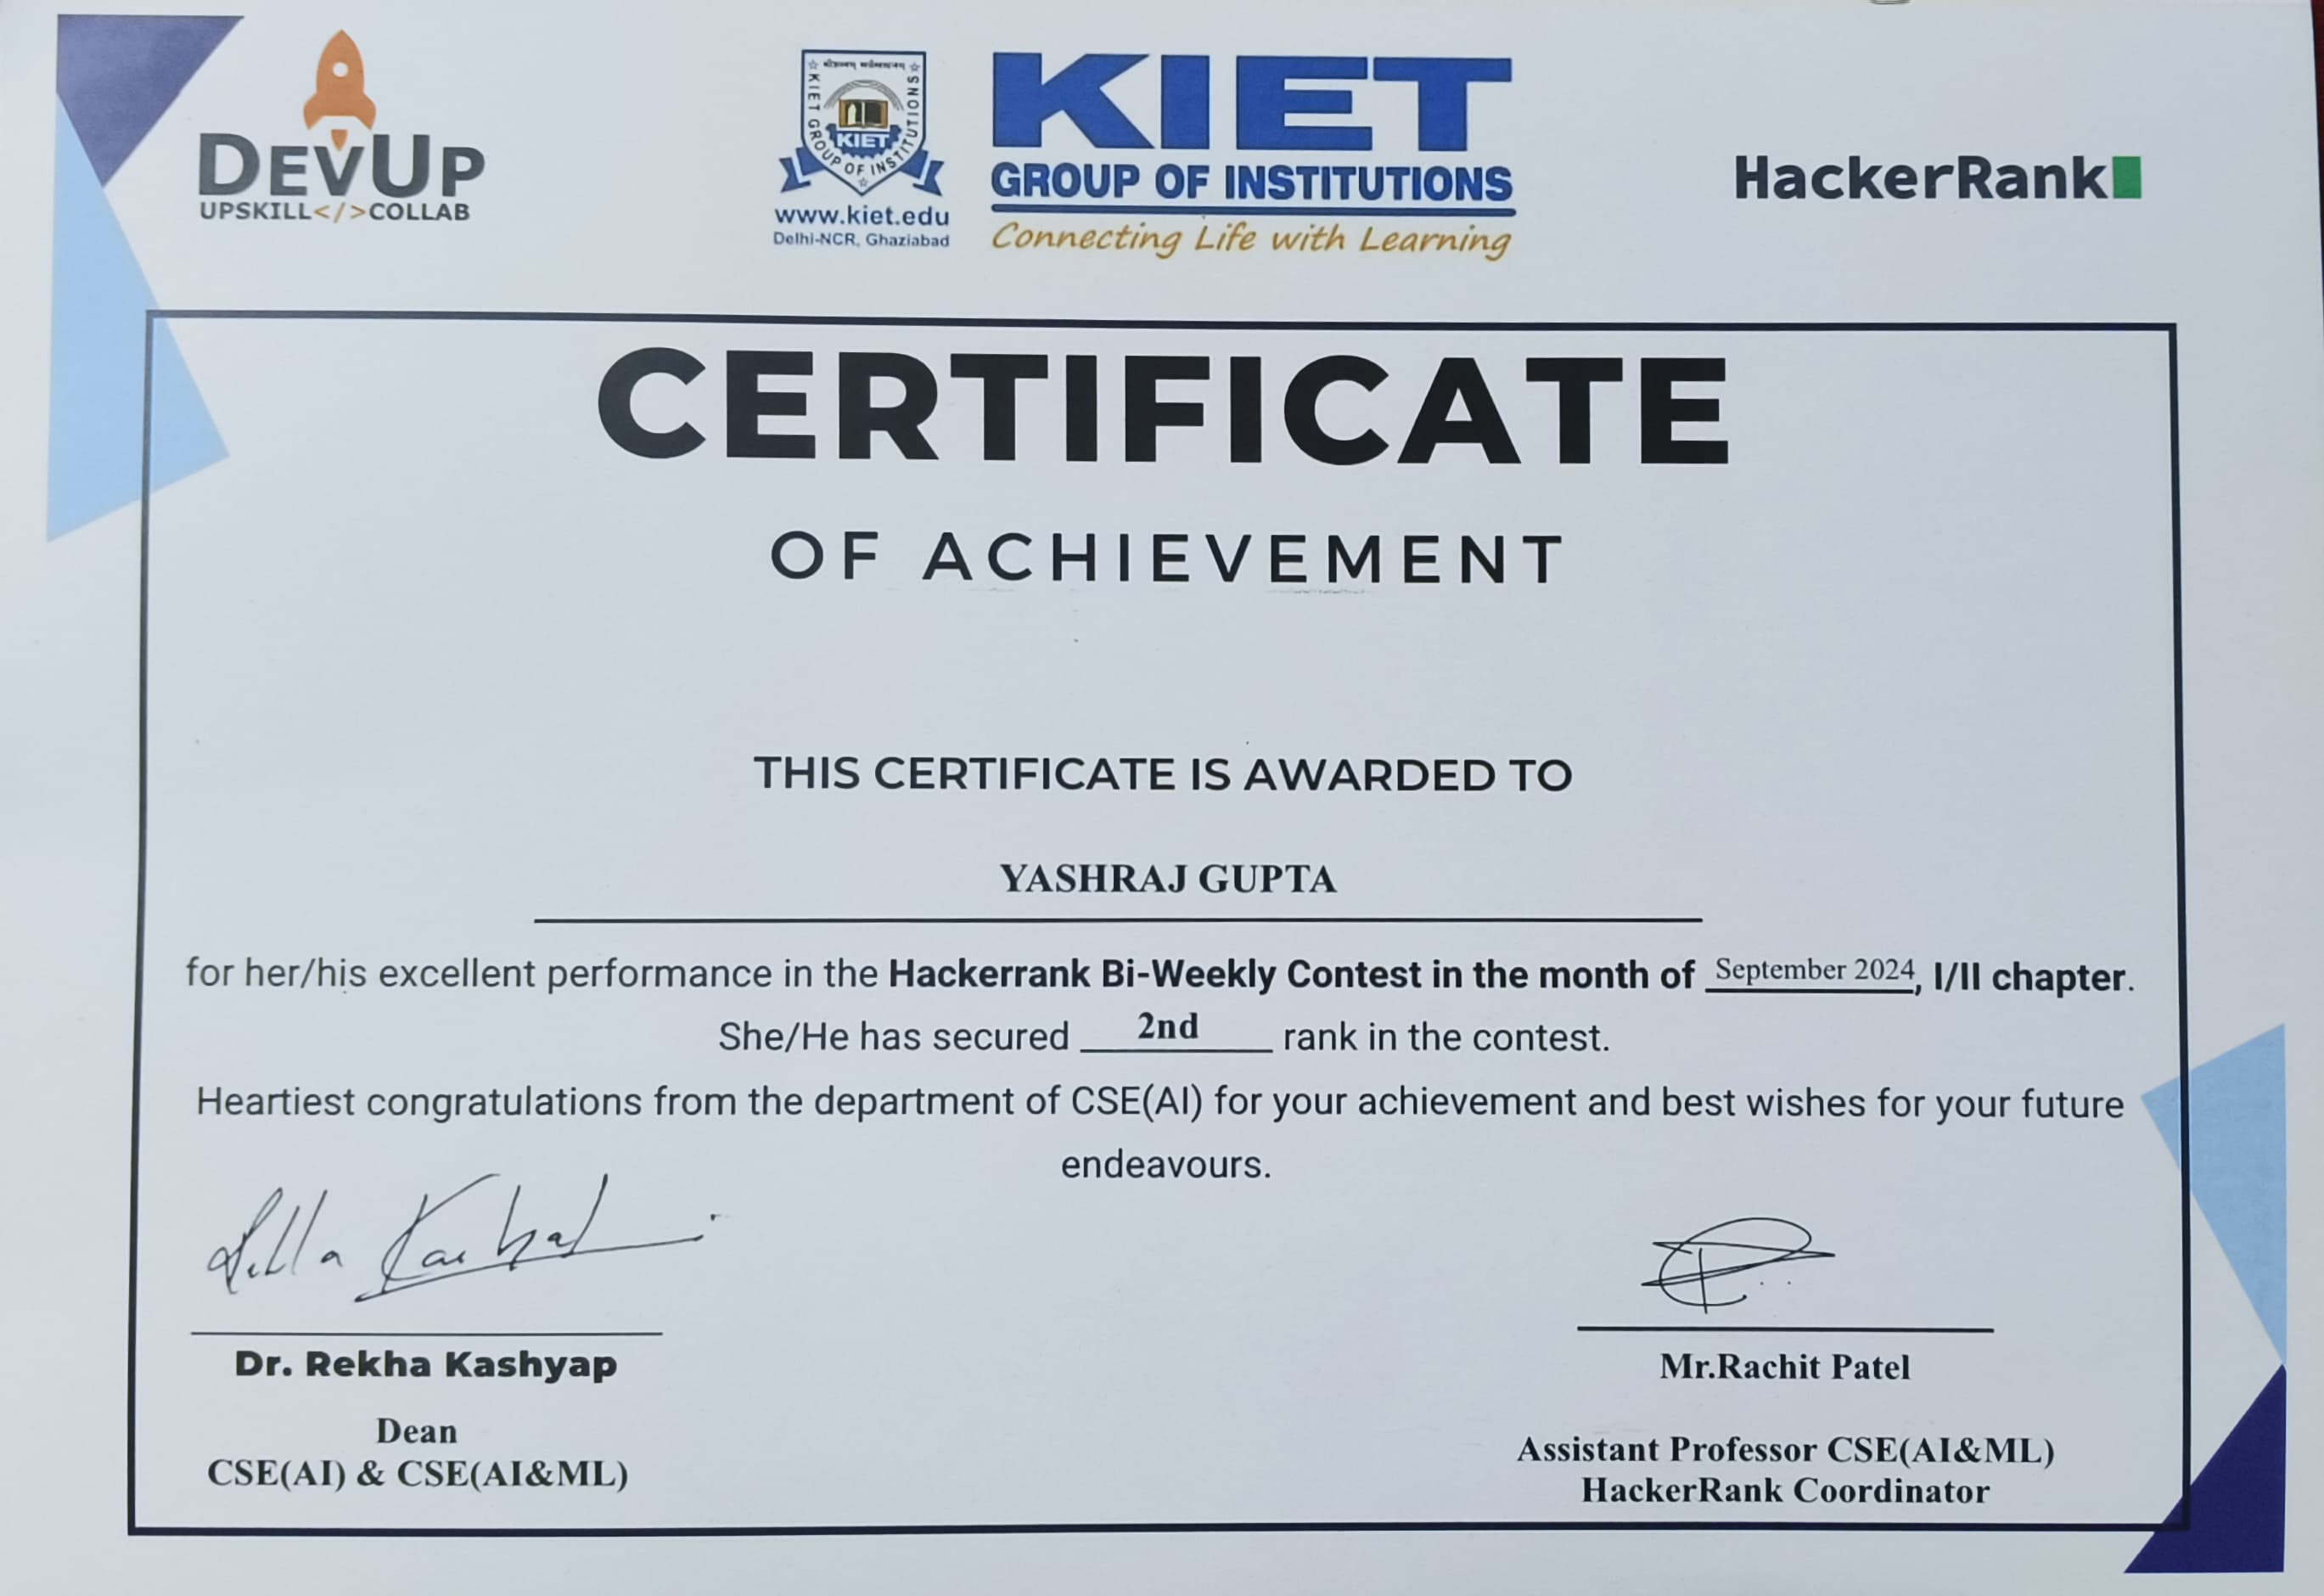 DEVUP
UPSKILL</>COLLAB
KIET GROUP OF INSTITUTIONS
KIET
www.kiet.edu
Delhi-NCR, Ghaziabad
KIET
GROUP OF INSTITUTIONS
Connecting Life with Learning
HackerRank
CERTIFICATE
OF ACHIEVEMENT
THIS CERTIFICATE IS AWARDED TO
YASHRAJ GUPTA
for her/his excellent performance in the Hackerrank Bi-Weekly Contest in the month of September 2024, I/II chapter.
She/He has secured 2nd rank in the contest.
Heartiest congratulations from the department of CSE(AI) for your achievement and best wishes for your future
endeavours.
Dr. Rekha Kashyap
Dean
CSE(AI) & CSE(AI&ML)
Mr.Rachit Patel
Assistant Professor CSE(AI&ML)
HackerRank Coordinator